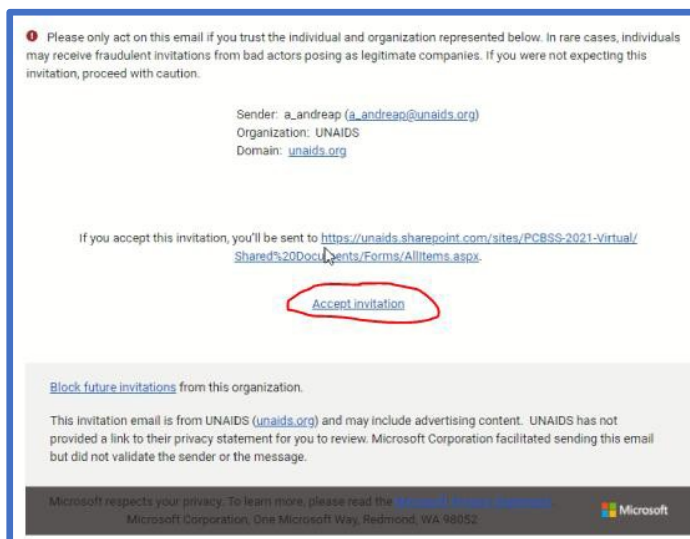 Please only act on this email if you trust the individual and organization represented below. In rare cases, individuals
may receive fraudulent invitations from bad actors posing as legitimate companies. If you were not expecting this
invitation, proceed with caution.
Sender: a_andreap (a_andreap@unaids.org)
Organization: UNAIDS
Domain: unaids.org
If you accept this invitation, you'll be sent to https://unaids.sharepoint.com/sites/PCBSS-2021-Virtual/
Shared%20Documents/Forms/AllItems.aspx.
Accept invitation
Block future invitations from this organization.
This invitation email is from UNAIDS (unaids.org) and may include advertising content. UNAIDS has not
provided a link to their privacy statement for you to review. Microsoft Corporation facilitated sending this email
but did not validate the sender or the message.
Microsoft respects your privacy. To learn more, please read the
Microsoft Corporation, One Microsoft Way, Redmond, WA 98052
Microsoft